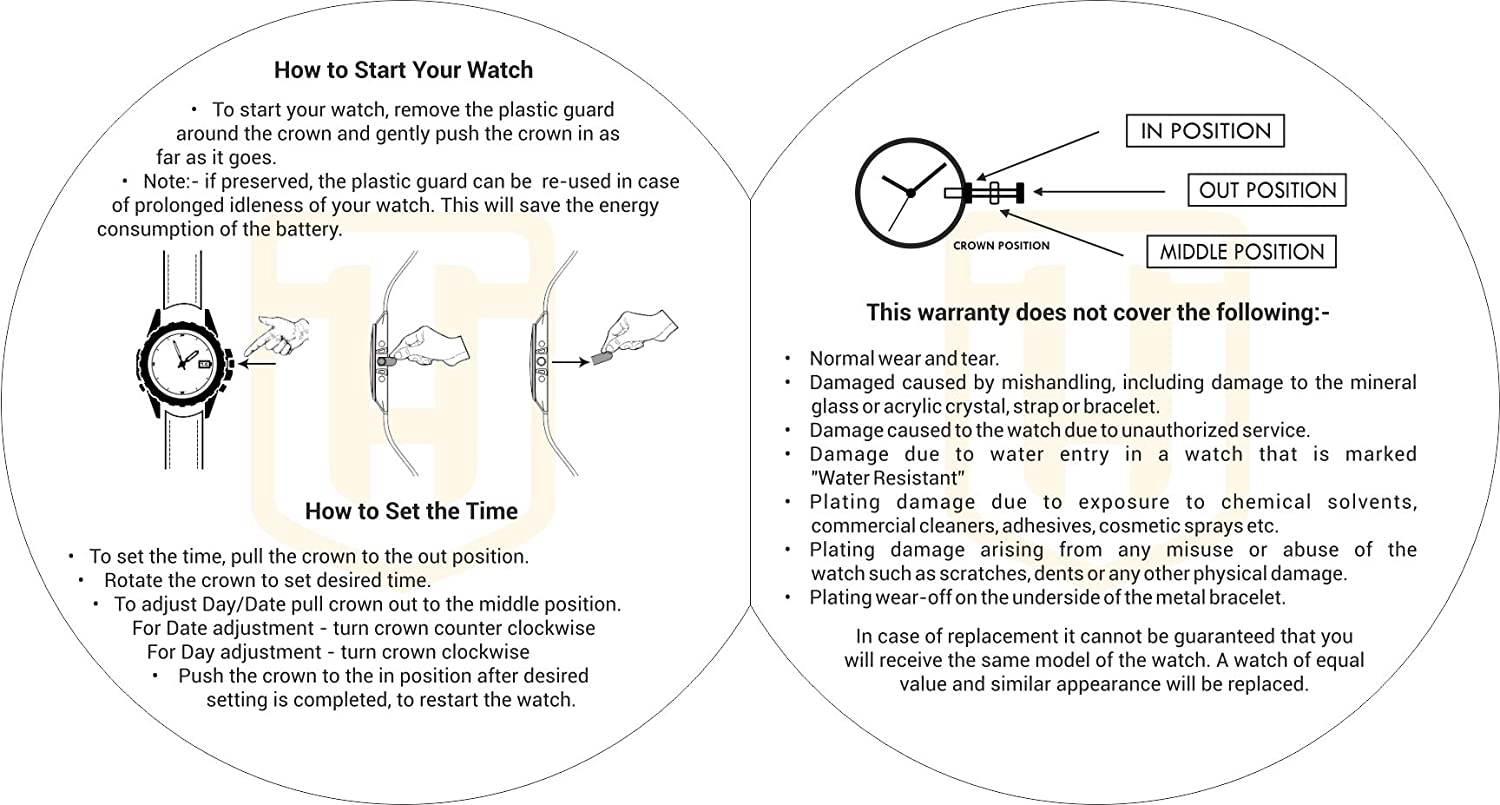 How to Start Your Watch
• To start your watch, remove the plastic guard
around the crown and gently push the crown in as
far as it goes.
• Note:- if preserved, the plastic guard can be re-used in case
of prolonged idleness of your watch. This will save the energy
consumption of the battery.
How to Set the Time
• To set the time, pull the crown to the out position.
• Rotate the crown to set desired time.
• To adjust Day/Date pull crown out to the middle position.
For Date adjustment - turn crown counter clockwise
For Day adjustment - turn crown clockwise
• Push the crown to the in position after desired
setting is completed, to restart the watch.
IN POSITION
OUT POSITION
MIDDLE POSITION
CROWN POSITION
This warranty does not cover the following:-
• Normal wear and tear.
• Damaged caused by mishandling, including damage to the mineral
glass or acrylic crystal, strap or bracelet.
• Damage caused to the watch due to unauthorized service.
• Damage due to water entry in a watch that is marked
"Water Resistant"
• Plating damage due to exposure to chemical solvents,
commercial cleaners, adhesives, cosmetic sprays etc.
• Plating damage arising from any misuse or abuse of the
watch such as scratches, dents or any other physical damage.
• Plating wear-off on the underside of the metal bracelet.
In case of replacement it cannot be guaranteed that you
will receive the same model of the watch. A watch of equal
value and similar appearance will be replaced.